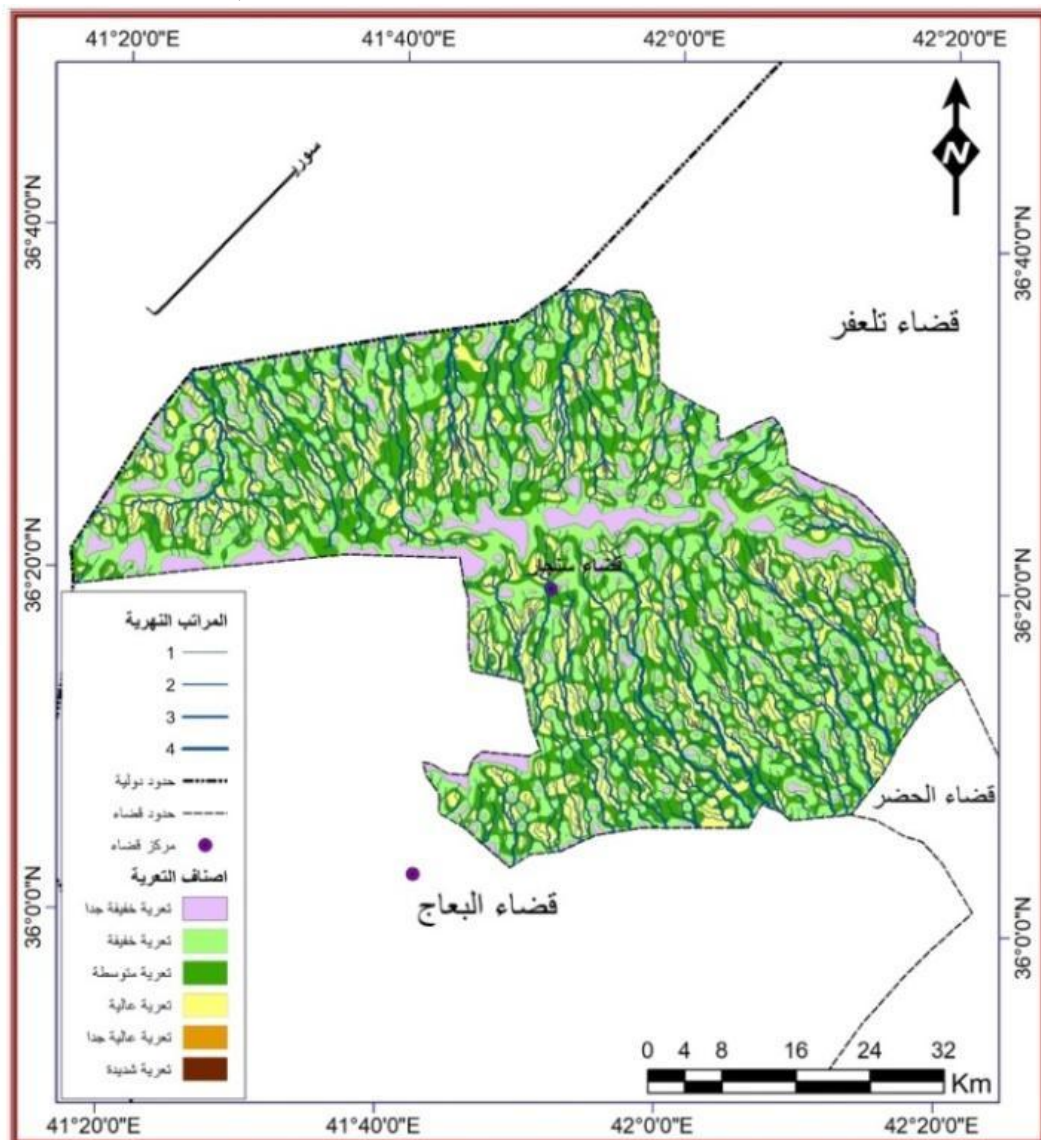 41°20'0"E 41°40'0"E 42°0'0"E 42°20'0"E
N
سوريا
36°40'0"N
36°40'0"N
قضاء تلعفر
36°20'0"N
36°20'0"N
قضاء سنجار
المراتب النهرية
1
2
3
4
حدود دولية
حدود قضاء
مركز قضاء
اصناف التعرية
تعرية خفيفة جدا
تعرية خفيفة
تعرية متوسطة
تعرية عالية
تعرية عالية جدا
تعرية شديدة
قضاء الحضر
قضاء البعاج
36°0'0"N
36°0'0"N
0 4 8 16 24 32
Km
41°20'0"E 41°40'0"E 42°0'0"E 42°20'0"E